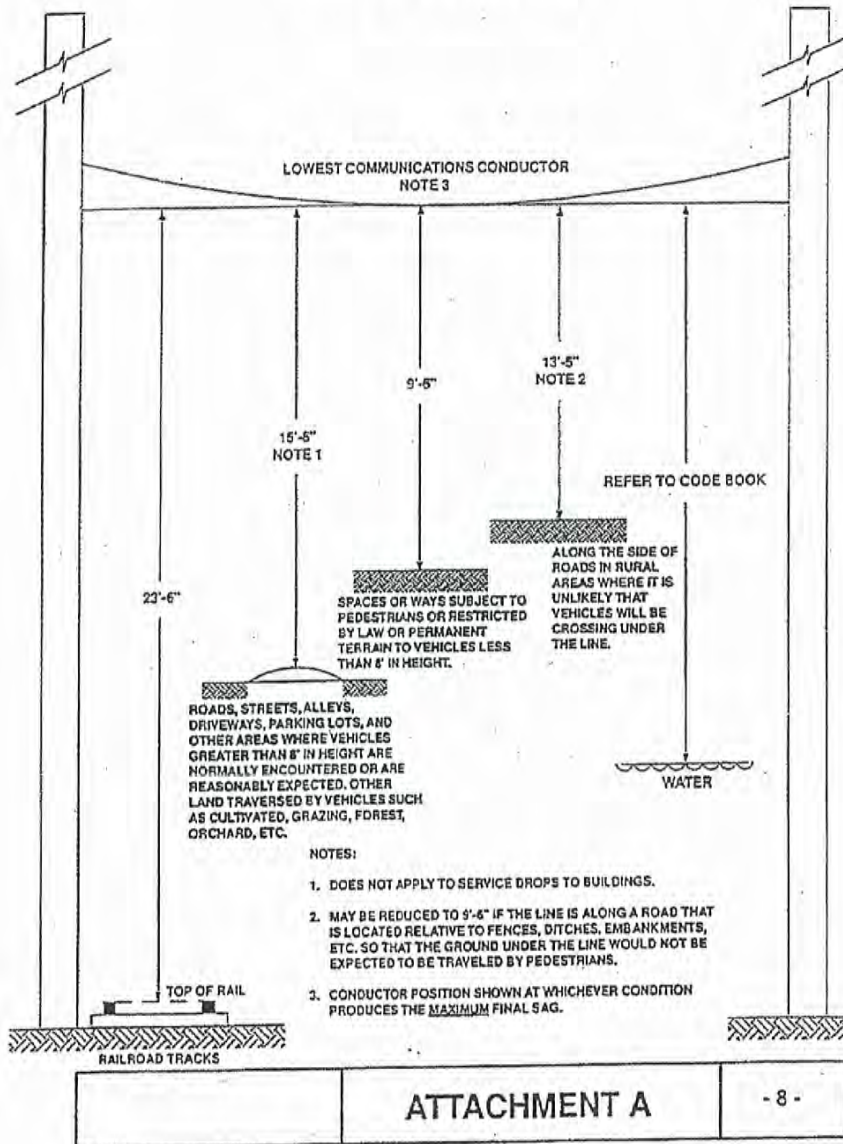 LOWEST COMMUNICATIONS CONDUCTOR
NOTE 3
13'-5"
NOTE 2
9'-5"
15'-5"
NOTE 1
REFER TO CODE BOOK
23'-6"
ALONG THE SIDE OF
ROADS IN RURAL
AREAS WHERE IT IS
UNLIKELY THAT
VEHICLES WILL BE
CROSSING UNDER
THE LINE.
SPACES OR WAYS SUBJECT TO
PEDESTRIANS OR RESTRICTED
BY LAW OR PERMANENT
TERRAIN TO VEHICLES LESS
THAN 8' IN HEIGHT.
ROADS, STREETS, ALLEYS,
DRIVEWAYS, PARKING LOTS, AND
OTHER AREAS WHERE VEHICLES
GREATER THAN 8' IN HEIGHT ARE
NORMALLY ENCOUNTERED OR ARE
REASONABLY EXPECTED. OTHER
LAND TRAVERSED BY VEHICLES SUCH
AS CULTIVATED, GRAZING, FOREST,
ORCHARD, ETC.
WATER
NOTES:
1. DOES NOT APPLY TO SERVICE DROPS TO BUILDINGS.
2. MAY BE REDUCED TO 9'-6" IF THE LINE IS ALONG A ROAD THAT
IS LOCATED RELATIVE TO FENCES, DITCHES, EMBANKMENTS,
ETC. SO THAT THE GROUND UNDER THE LINE WOULD NOT BE
EXPECTED TO BE TRAVELED BY PEDESTRIANS.
3. CONDUCTOR POSITION SHOWN AT WHICHEVER CONDITION
PRODUCES THE MAXIMUM FINAL SAG.
TOP OF RAIL
RAILROAD TRACKS
ATTACHMENT A
- 8 -